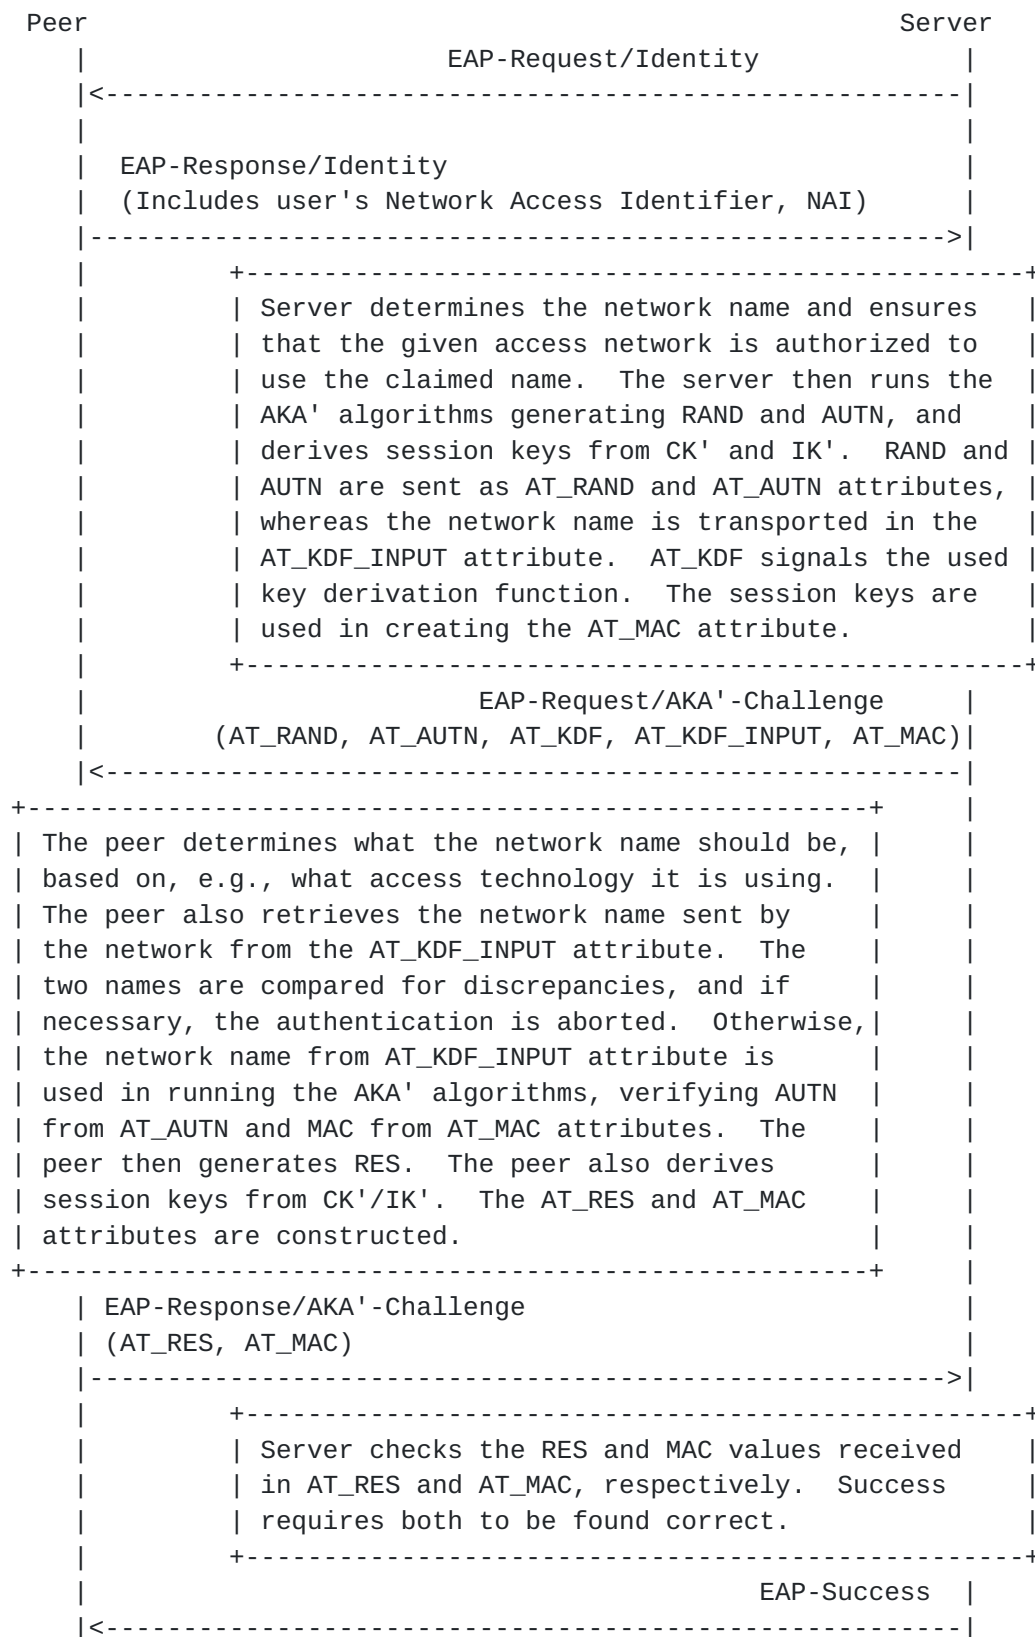 Peer                                                    Server
   |                       EAP-Request/Identity             |
   |<-------------------------------------------------------|
   |                                                        |
   |  EAP-Response/Identity                                 |
   |  (Includes user's Network Access Identifier, NAI)      |
   |------------------------------------------------------->|
   |         +--------------------------------------------------+
   |         | Server determines the network name and ensures   |
   |         | that the given access network is authorized to   |
   |         | use the claimed name.  The server then runs the  |
   |         | AKA' algorithms generating RAND and AUTN, and    |
   |         | derives session keys from CK' and IK'.  RAND and |
   |         | AUTN are sent as AT_RAND and AT_AUTN attributes, |
   |         | whereas the network name is transported in the   |
   |         | AT_KDF_INPUT attribute.  AT_KDF signals the used |
   |         | key derivation function.  The session keys are   |
   |         | used in creating the AT_MAC attribute.           |
   |         +--------------------------------------------------+
   |                         EAP-Request/AKA'-Challenge     |
   |        (AT_RAND, AT_AUTN, AT_KDF, AT_KDF_INPUT, AT_MAC)|
   |<-------------------------------------------------------|
+------------------------------------------------------+     |
| The peer determines what the network name should be, |     |
| based on, e.g., what access technology it is using.  |     |
| The peer also retrieves the network name sent by     |     |
| the network from the AT_KDF_INPUT attribute.  The    |     |
| two names are compared for discrepancies, and if     |     |
| necessary, the authentication is aborted.  Otherwise,|     |
| the network name from AT_KDF_INPUT attribute is      |     |
| used in running the AKA' algorithms, verifying AUTN  |     |
| from AT_AUTN and MAC from AT_MAC attributes.  The    |     |
| peer then generates RES.  The peer also derives      |     |
| session keys from CK'/IK'.  The AT_RES and AT_MAC    |     |
| attributes are constructed.                          |     |
+------------------------------------------------------+     |
   | EAP-Response/AKA'-Challenge                            |
   | (AT_RES, AT_MAC)                                       |
   |------------------------------------------------------->|
   |         +--------------------------------------------------+
   |         | Server checks the RES and MAC values received    |
   |         | in AT_RES and AT_MAC, respectively.  Success     |
   |         | requires both to be found correct.               |
   |         +--------------------------------------------------+
   |                                           EAP-Success  |
   |<-------------------------------------------------------|